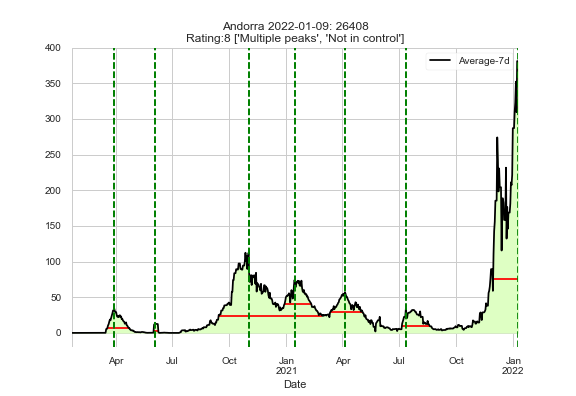 Andorra 2022-01-09: 26408
Rating:8 ['Multiple peaks', 'Not in control']
Average-7d
400
350
300
250
200
150
100
50
0
Apr Jul Oct Jan Apr Jul Oct Jan
2021 2022
Date